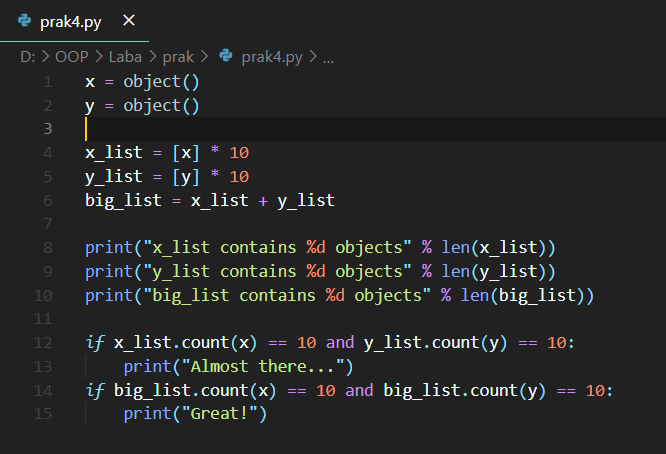 prak4.py ×
D: > OOP > Laba > prak > prak4.py > ...
1 x = object()
2 y = object()
3
4 x_list = [x] * 10
5 y_list = [y] * 10
6 big_list = x_list + y_list
7
8 print("x_list contains %d objects" % len(x_list))
9 print("y_list contains %d objects" % len(y_list))
10 print("big_list contains %d objects" % len(big_list))
11
12 if x_list.count(x) == 10 and y_list.count(y) == 10:
13     print("Almost there...")
14 if big_list.count(x) == 10 and big_list.count(y) == 10:
15     print("Great!")